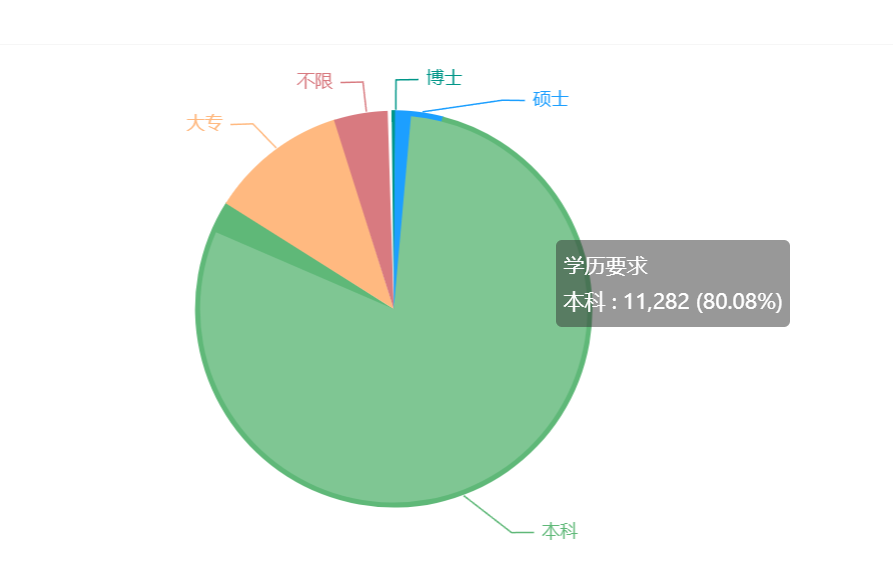 博士
不限
硕士
大专
学历要求
本科 : 11,282 (80.08%)
本科